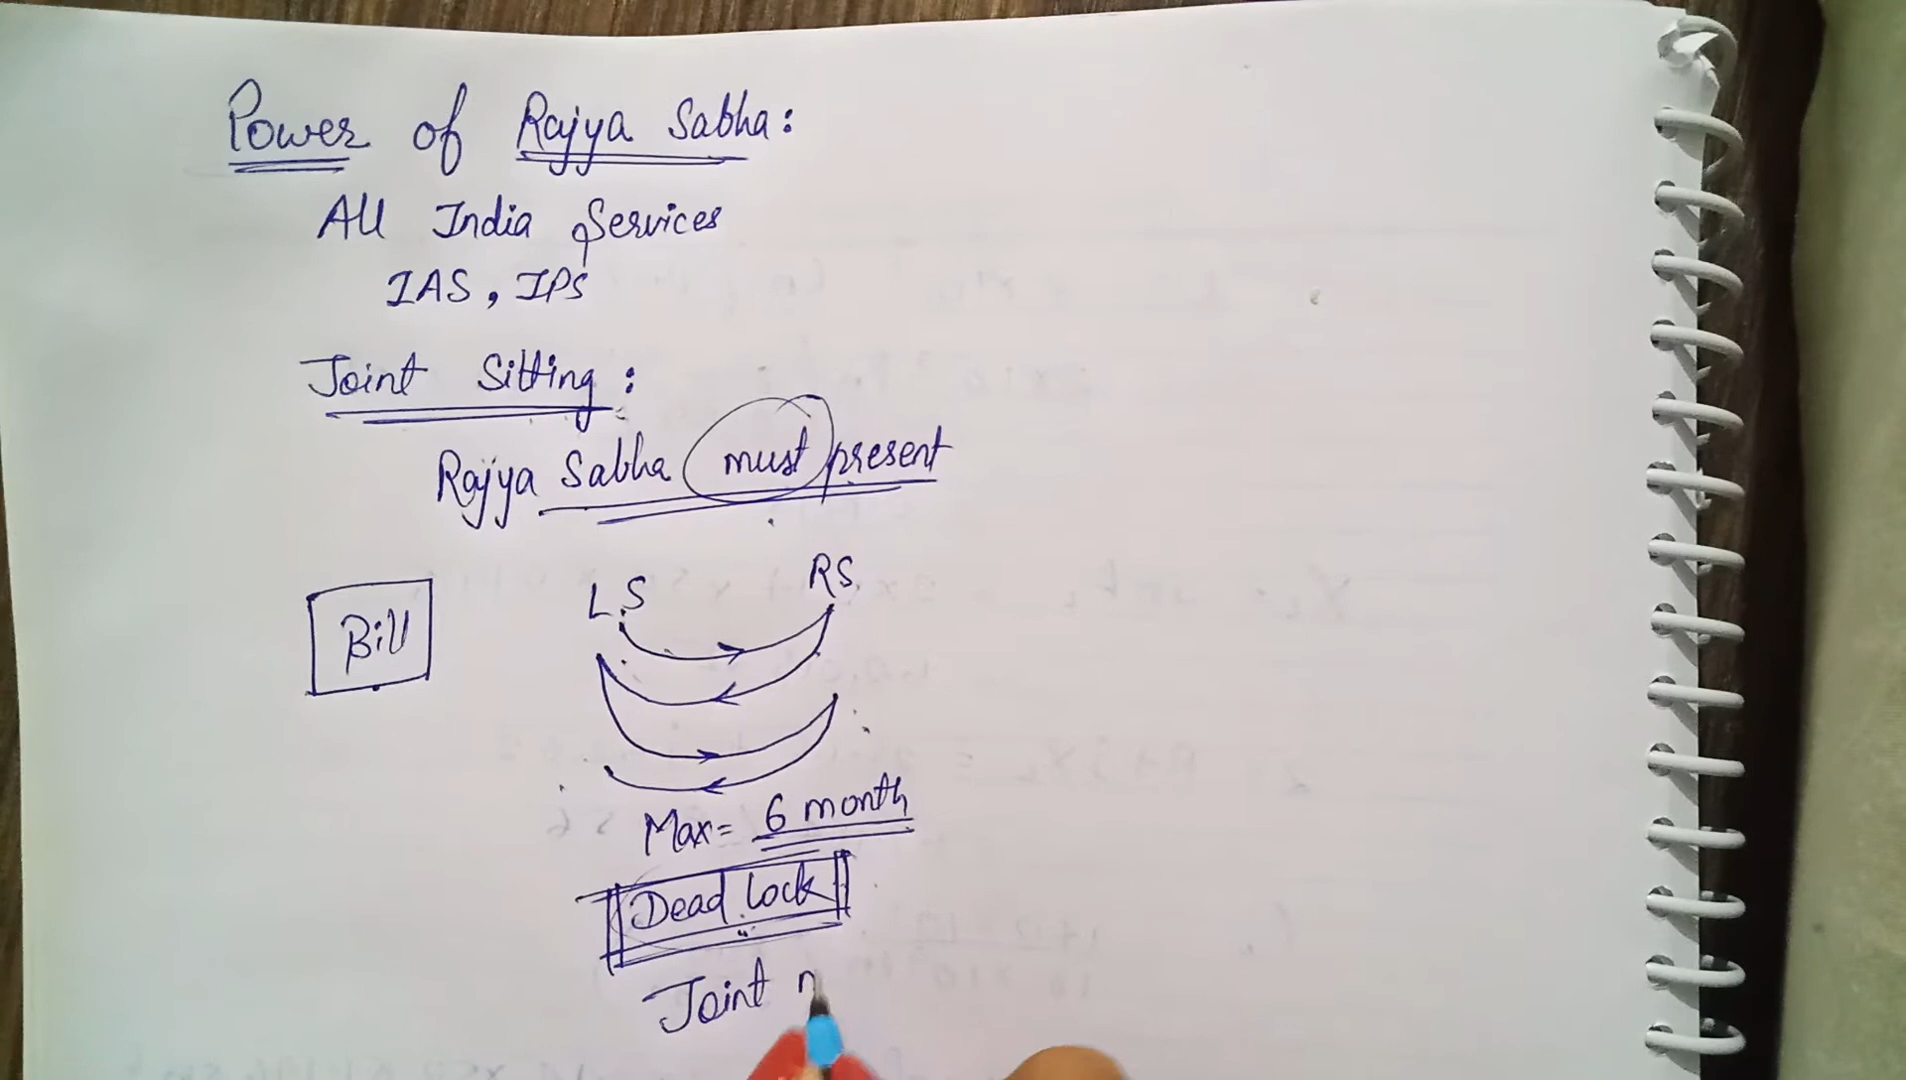 Power of Rajya Sabha:
All India Services
IAS, IPS
Joint Sitting:
Rajya Sabha must present
LS RS
Bill
Max= 6 month
Dead lock
Joint